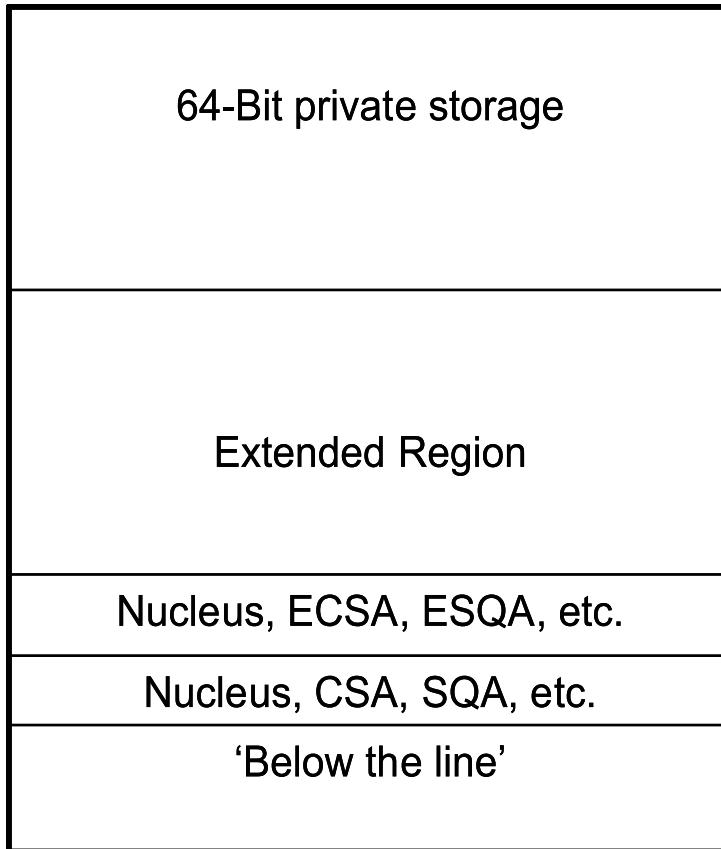 64-Bit private storage
Extended Region
Nucleus, ECSA, ESQA, etc.
Nucleus, CSA, SQA, etc.
‘Below the line’